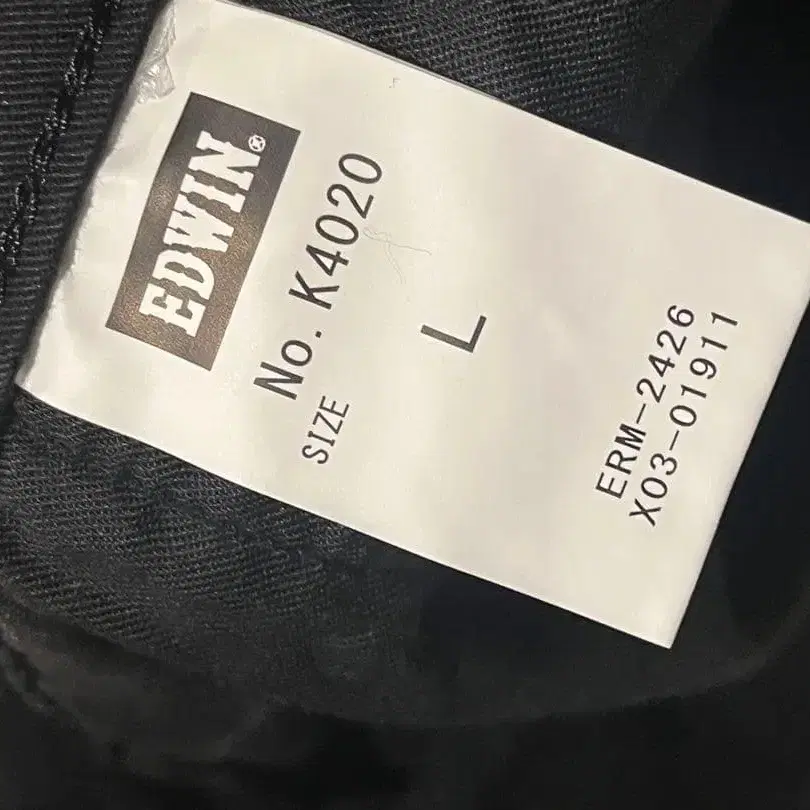 EDWIN®
No. K4020
SIZE
L
ERM-2426
X03-01911